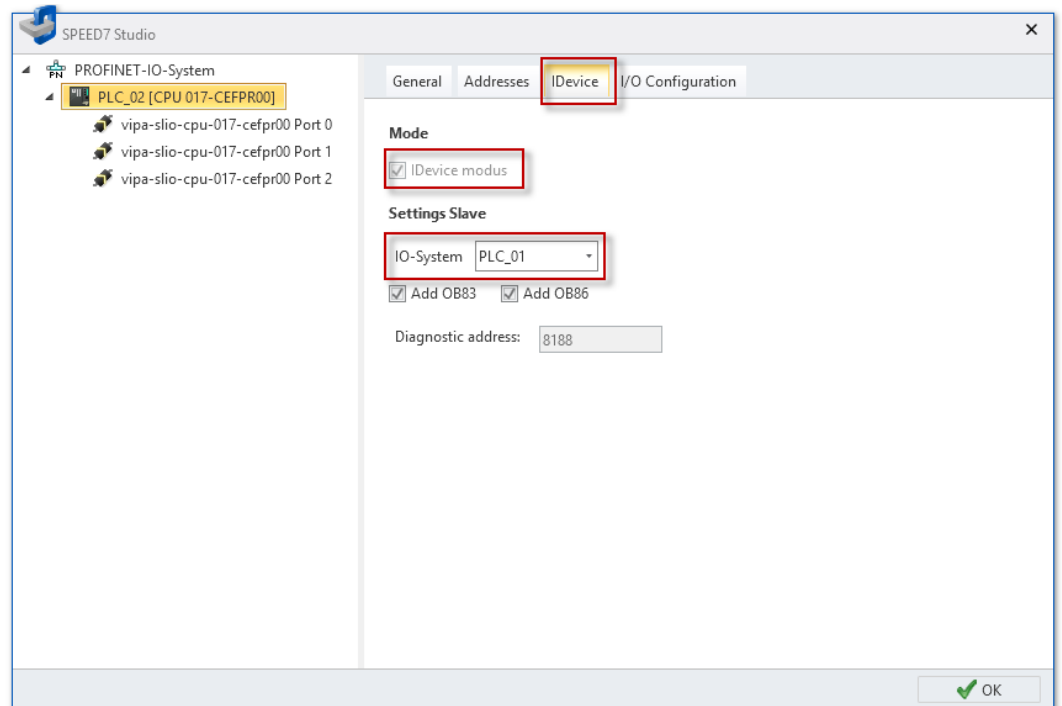 SPEED7 Studio
PN PROFINET-IO-System
PLC_02 [CPU 017-CEFPR00]
vipa-slio-cpu-017-cefpr00 Port 0
vipa-slio-cpu-017-cefpr00 Port 1
vipa-slio-cpu-017-cefpr00 Port 2
General Addresses IDevice I/O Configuration
Mode
IDevice modus
Settings Slave
IO-System PLC_01
Add OB83 Add OB86
Diagnostic address: 8188
OK